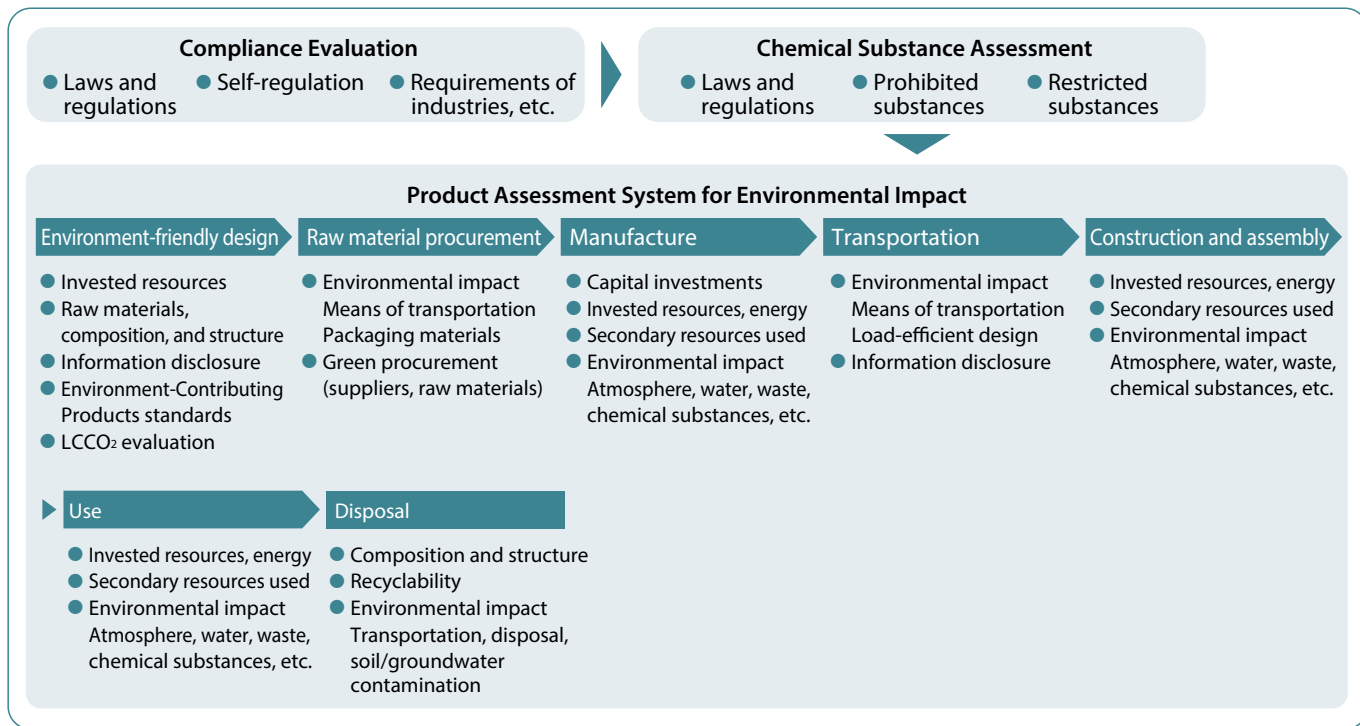 Compliance Evaluation
● Laws and regulations
● Self-regulation
● Requirements of industries, etc.
Chemical Substance Assessment
● Laws and regulations
● Prohibited substances
● Restricted substances
Product Assessment System for Environmental Impact
Environment-friendly design
● Invested resources
● Raw materials,
composition, and structure
● Information disclosure
● Environment-Contributing
Products standards
● LCCO₂ evaluation
Raw material procurement
● Environmental impact
Means of transportation
Packaging materials
● Green procurement
(suppliers, raw materials)
Manufacture
● Capital investments
● Invested resources, energy
● Secondary resources used
● Environmental impact
Atmosphere, water, waste,
chemical substances, etc.
Transportation
● Environmental impact
Means of transportation
Load-efficient design
● Information disclosure
Construction and assembly
● Invested resources, energy
● Secondary resources used
● Environmental impact
Atmosphere, water, waste,
chemical substances, etc.
Use
● Invested resources, energy
● Secondary resources used
● Environmental impact
Atmosphere, water, waste,
chemical substances, etc.
Disposal
● Composition and structure
● Recyclability
● Environmental impact
Transportation, disposal,
soil/groundwater
contamination